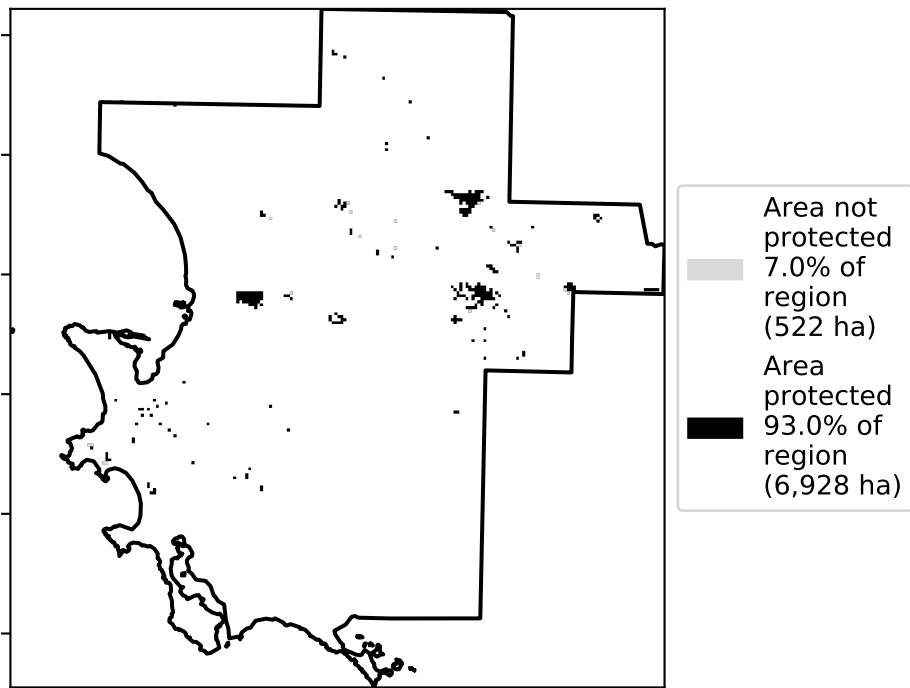 Area not
protected
7.0% of
region
(522 ha)
Area
protected
93.0% of
region
(6,928 ha)